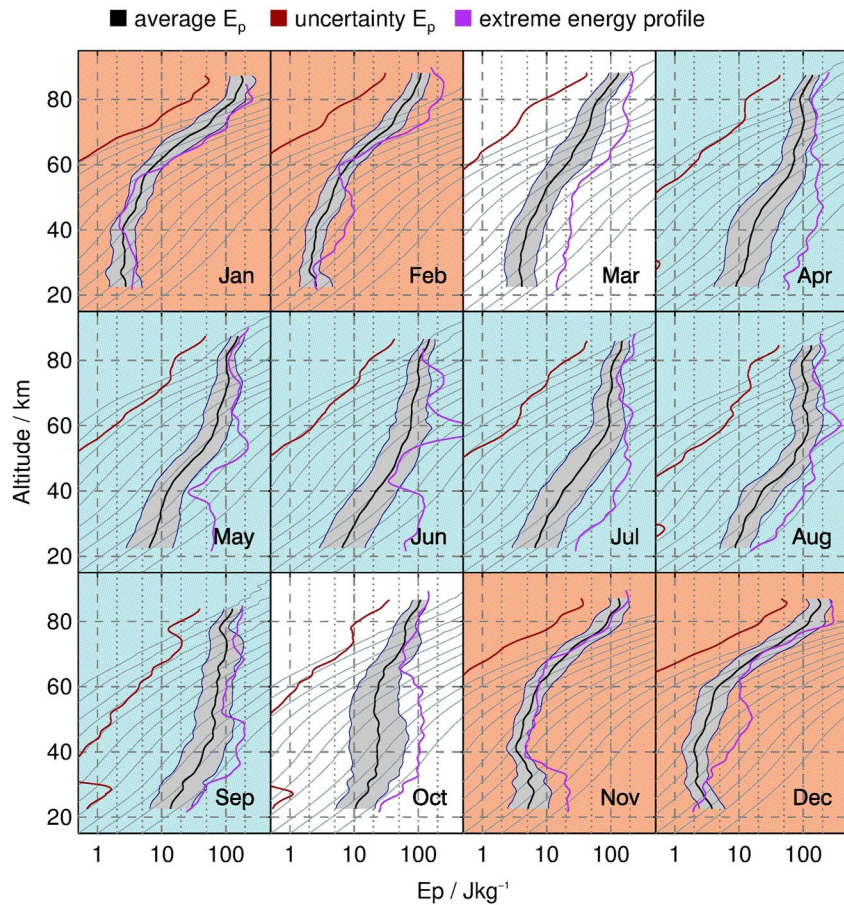 average Ep uncertainty Ep extreme energy profile
80
60
40
20
Jan Feb Mar Apr
80
60
40
20
May Jun Jul Aug
80
60
40
20
Sep Oct Nov Dec
1 10 100 1 10 100 1 10 100 1 10 100
Altitude / km
Ep / Jkg⁻¹